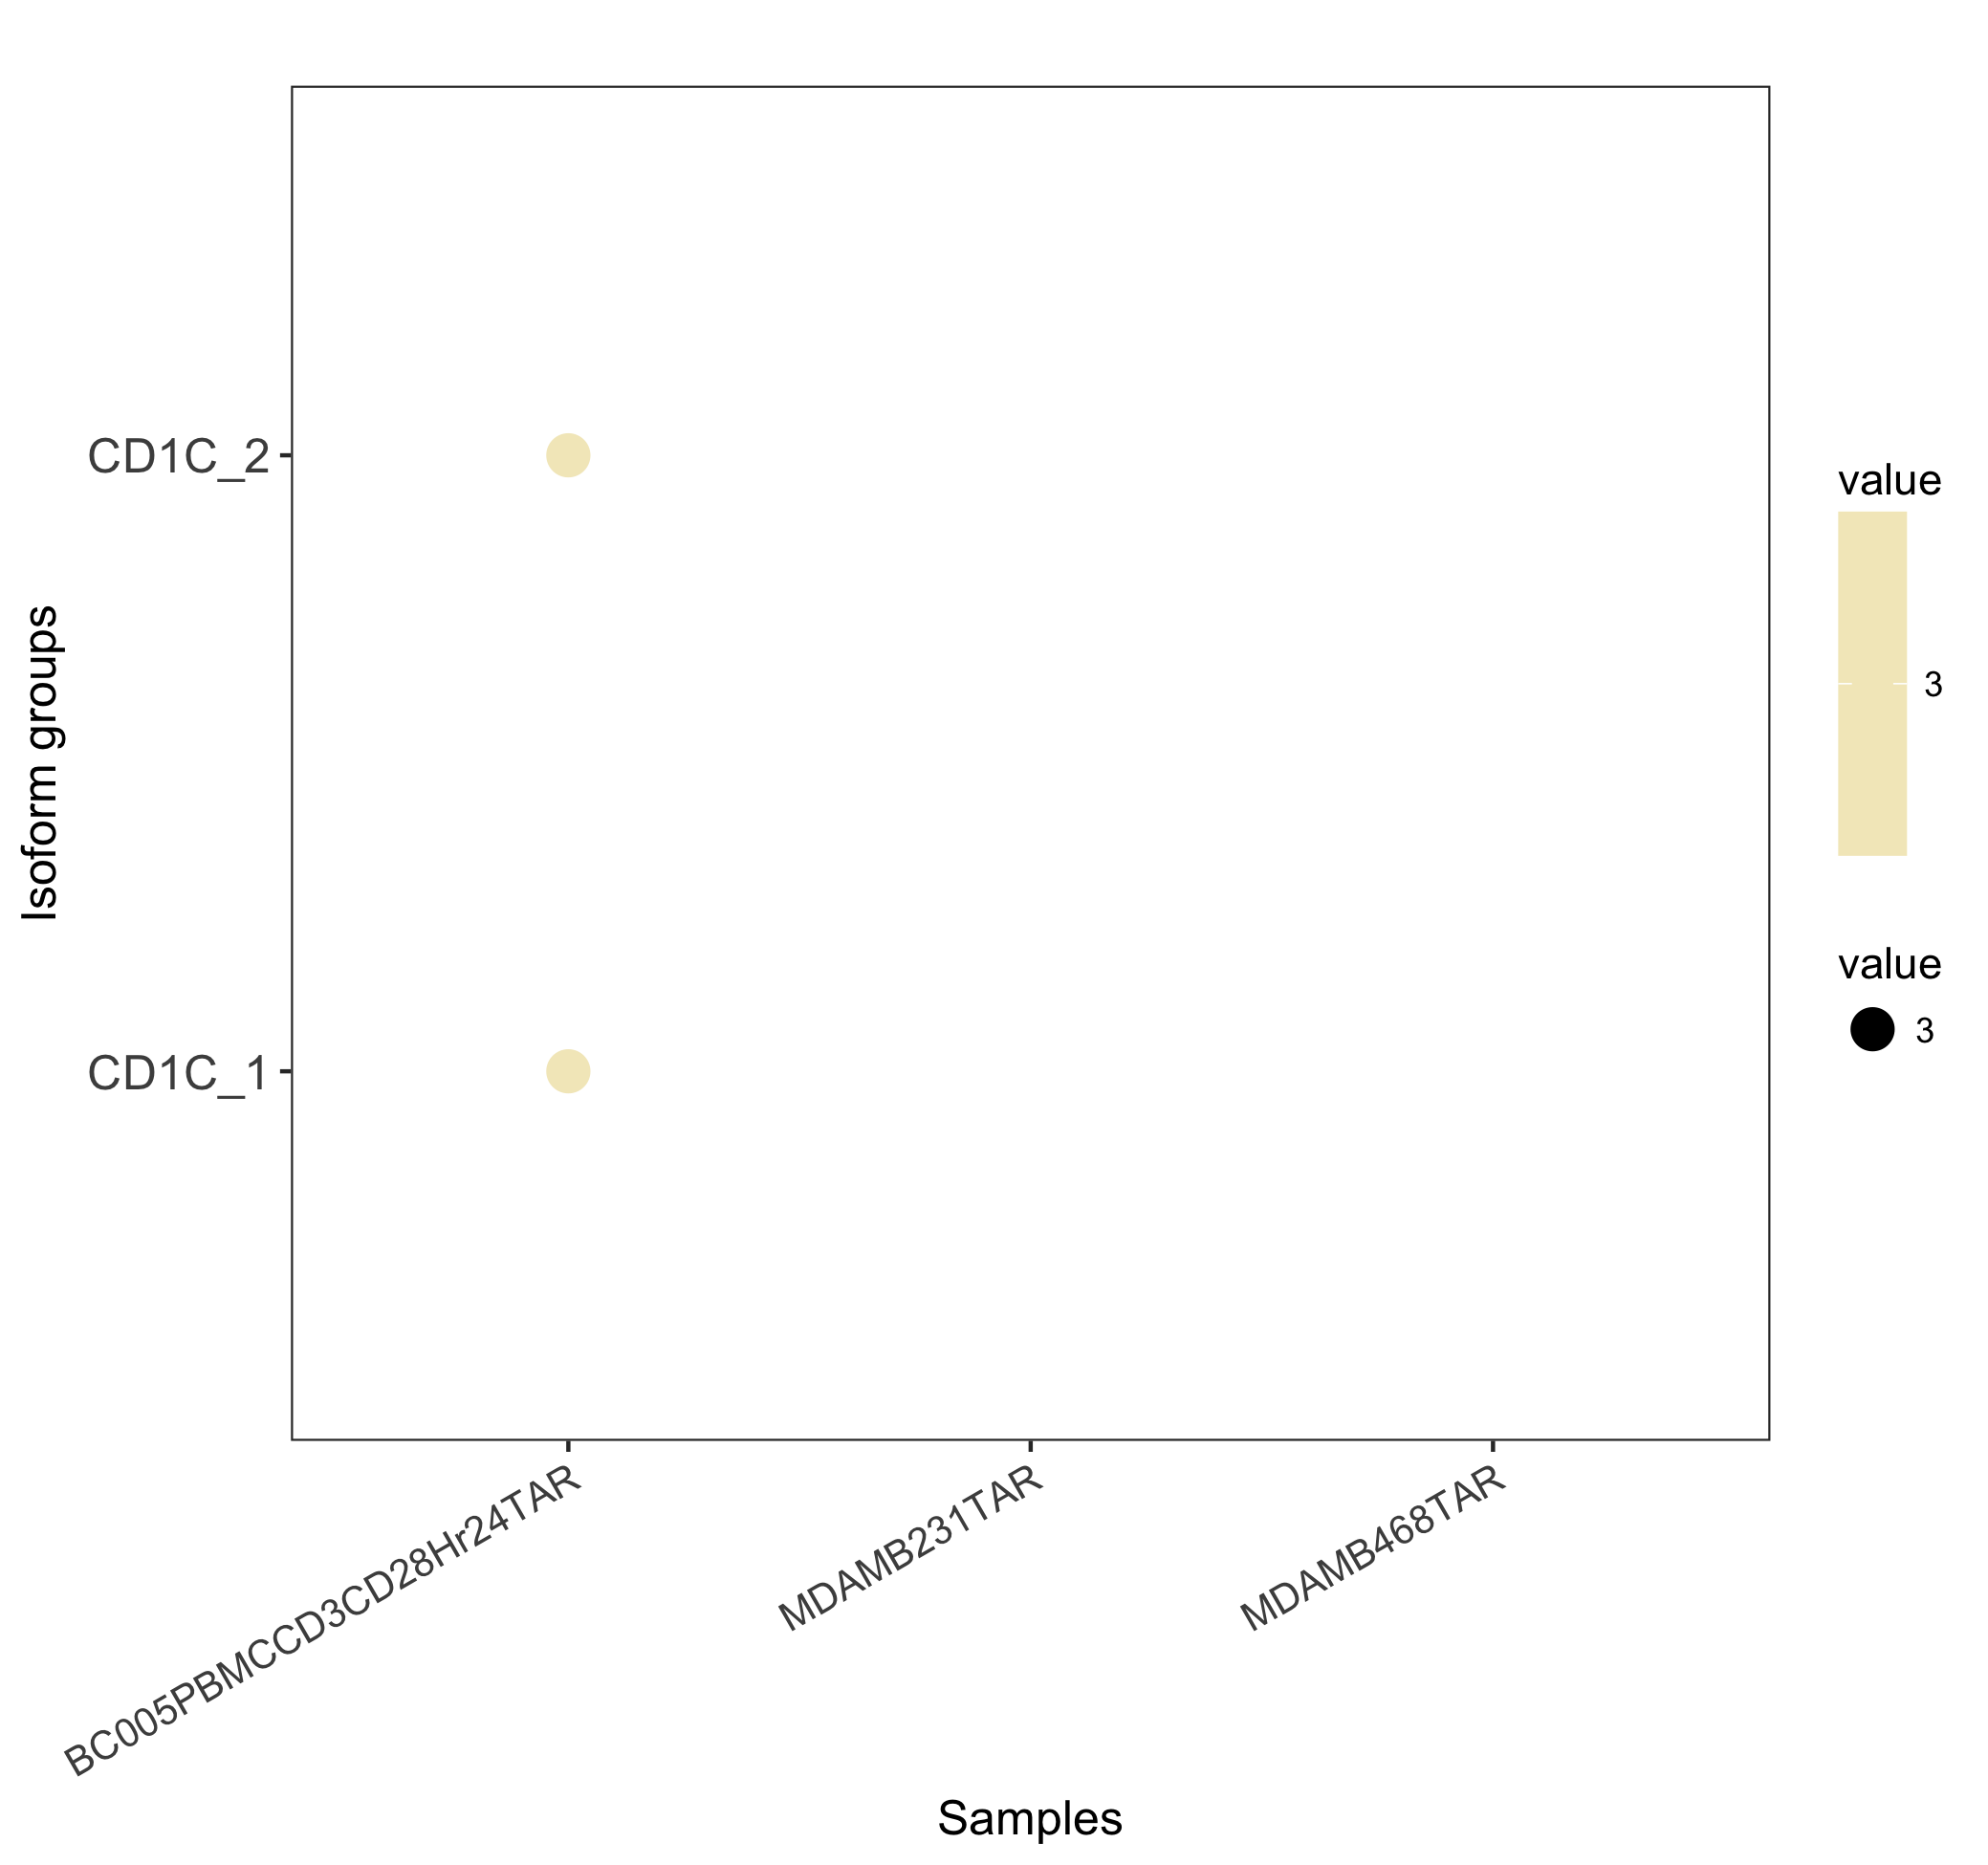 Isoform groups
CD1C_2
CD1C_1
BC005PBMCCD3CD28Hr24TAR
MDAMB231TAR
MDAMB468TAR
Samples
value
3
value
3